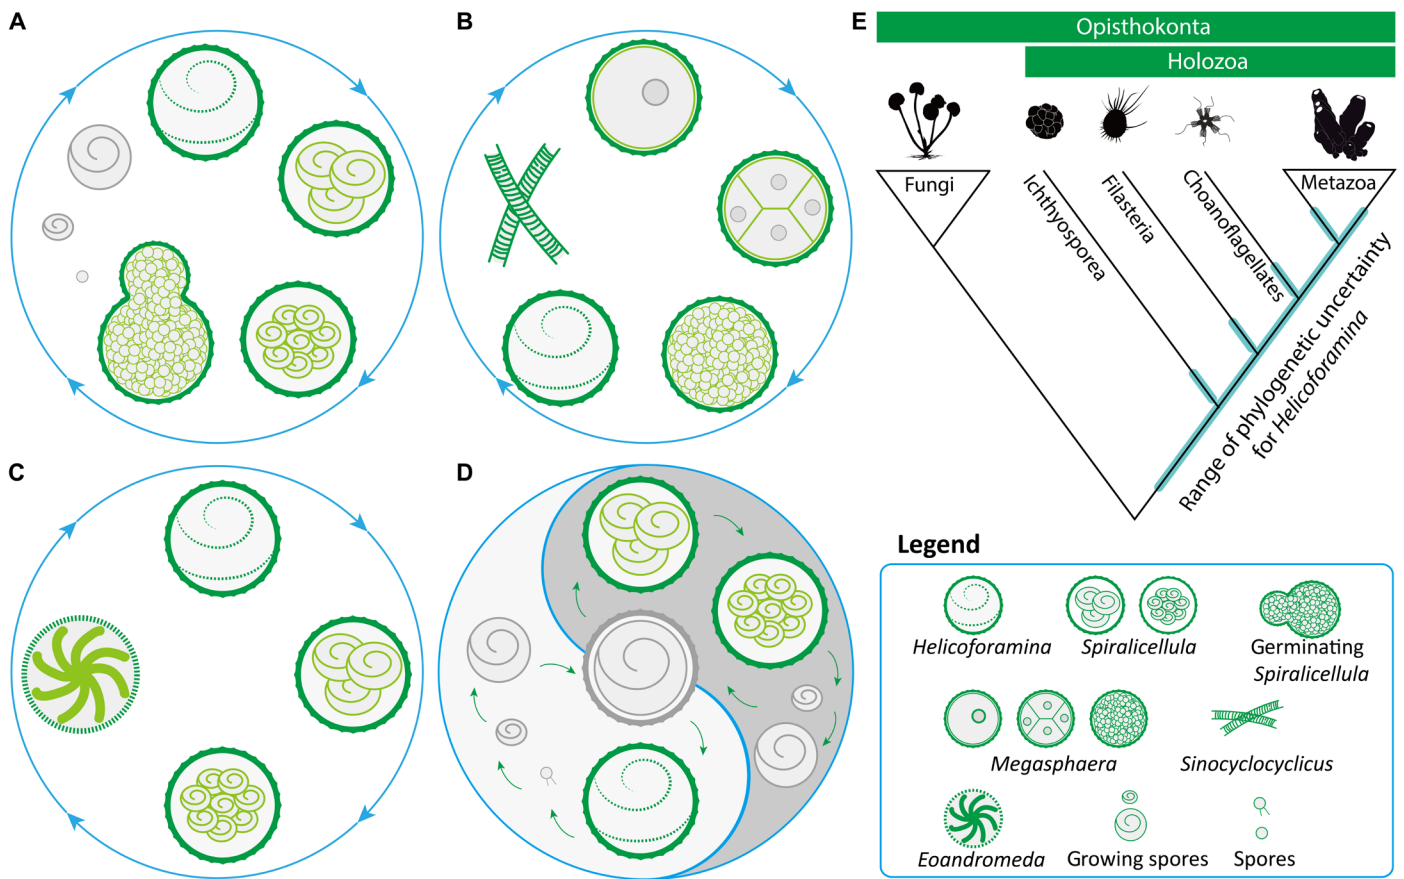 A
B
E
Opisthokonta
Holozoa
Fungi
Ichthyosporea
Filasteria
Choanoflagellates
Metazoa
Range of phylogenetic uncertainty
for Helicoforamina
C
D
Legend
Helicoforamina
Spiralicellula
Germinating
Spiralicellula
Megasphaera
Sinocyclocyclicus
Eoandromeda
Growing spores
Spores